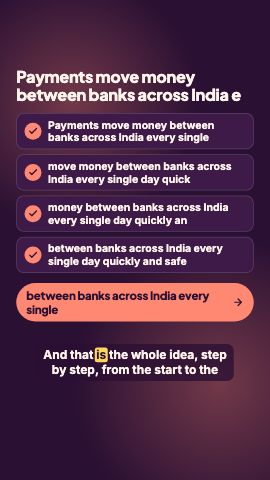 Payments move money
between banks across India e
Payments move money between
banks across India every single
move money between banks across
India every single day quick
money between banks across India
every single day quickly an
between banks across India every
single day quickly and safe
between banks across India every
single
And that is the whole idea, step
by step, from the start to the